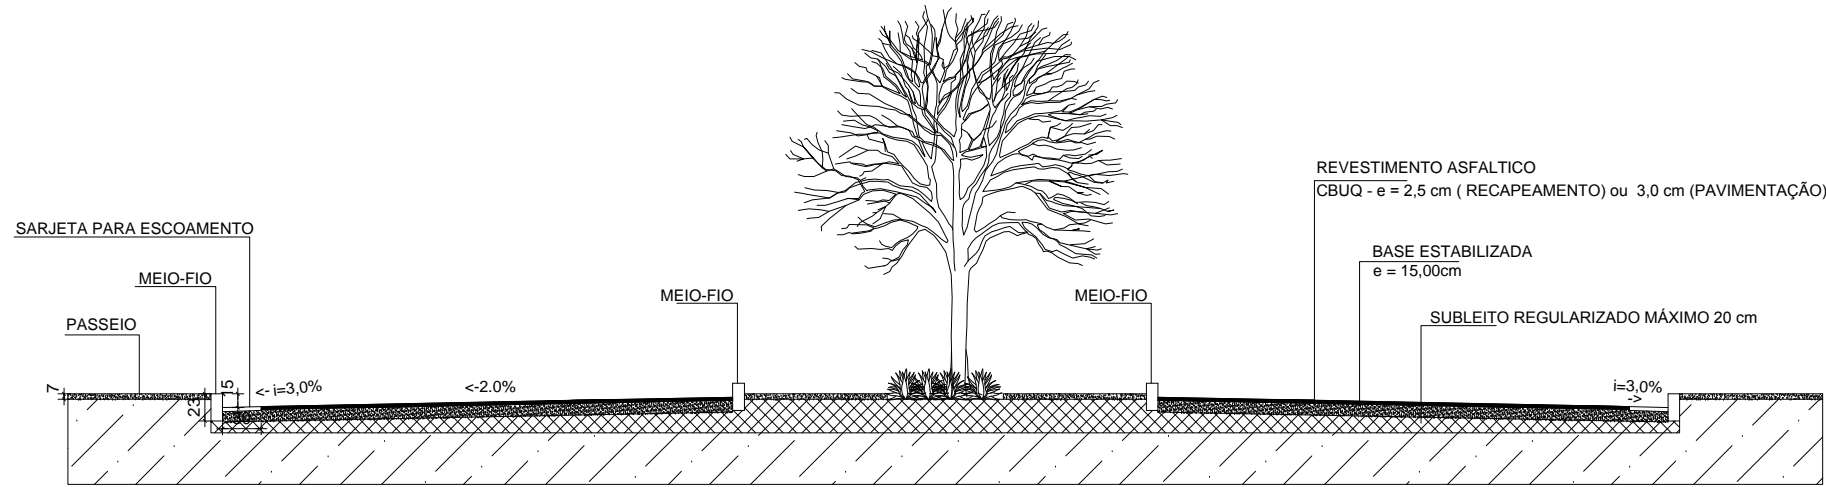 REVESTIMENTO ASFALTICO
CBUQ - e = 2,5 cm ( RECAPEAMENTO) ou 3,0 cm (PAVIMENTAÇÃO)
SARJETA PARA ESCOAMENTO
BASE ESTABILIZADA
e = 15,00cm
MEIO-FIO
MEIO-FIO
MEIO-FIO
PASSEIO
SUBLEITO REGULARIZADO MÁXIMO 20 cm
7
23
15
<- i=3,0%
<-2.0%
i=3,0%
->